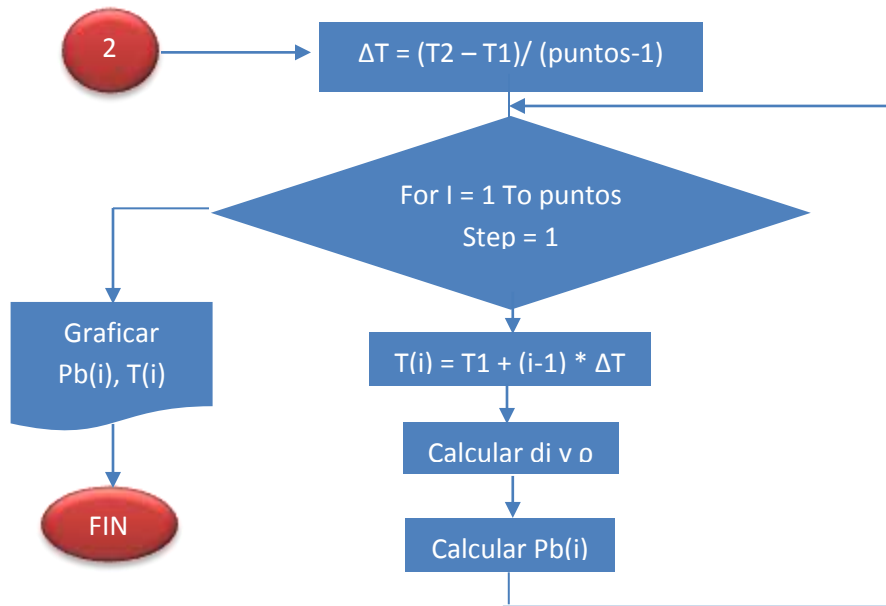 2
ΔT = (T2 – T1)/ (puntos-1)
For I = 1 To puntos
Step = 1
Graficar
Pb(i), T(i)
T(i) = T1 + (i-1) * ΔT
Calcular di y ρ
FIN
Calcular Pb(i)